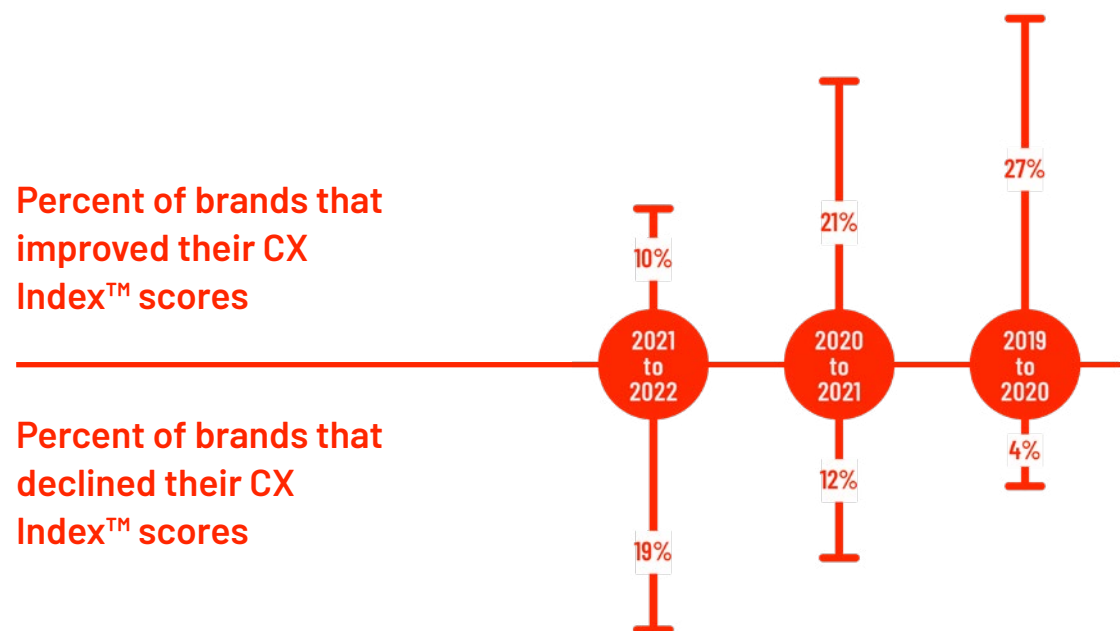 Percent of brands that
improved their CX
Index™ scores
10%
21%
27%
2021
to
2022
2020
to
2021
2019
to
2020
Percent of brands that
declined their CX
Index™ scores
19%
12%
4%